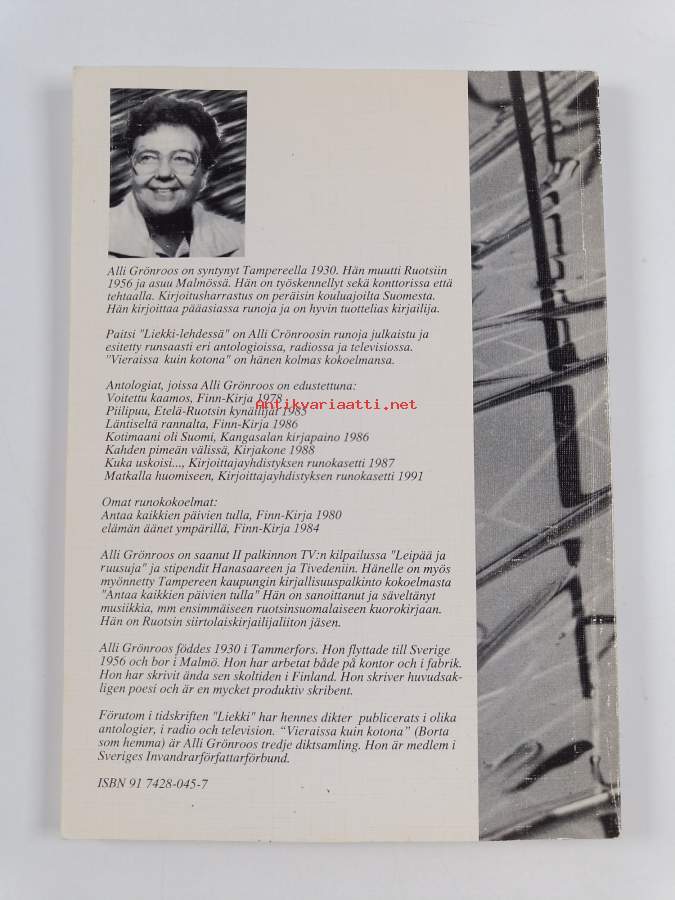 Alli Grönroos on syntynyt Tampereella 1930. Hän muutti Ruotsiin
1956 ja asuu Malmössä. Hän on työskennellyt sekä konttorissa että
tehtaalla. Kirjoitusharrastus on peräisin kouluajoilta Suomesta.
Hän kirjoittaa pääasiassa runoja ja on hyvin tuottelias kirjailija.
Paitsi "Liekki-lehdessä" on Alli Crönroosin runoja julkaistu ja
esitetty runsaasti eri antologioissa, radiossa ja televisiossa.
"Vieraissa kuin kotona" on hänen kolmas kokoelmansa.
Antologiat, joissa Alli Grönroos on edustettuna:
Voitettu kaamos, Finn-Kirja 1978
Antikvariaatti.net
Piilipuu, Etelä-Ruotsin kynäilijät 1985
Läntiseltä rannalta, Finn-Kirja 1986
Kotimaani oli Suomi, Kangasalan kirjapaino 1986
Kahden pimeän välissä, Kirjakone 1988
Kuka uskoisi..., Kirjoittajayhdistyksen runokasetti 1987
Matkalla huomiseen, Kirjoittajayhdistyksen runokasetti 1991
Omat runokokoelmat:
Antaa kaikkien päivien tulla, Finn-Kirja 1980
elämän äänet ympärillä, Finn-Kirja 1984
Alli Grönroos on saanut II palkinnon TV:n kilpailussa "Leipää ja
ruusuja" ja stipendit Hanasaareen ja Tivedeniin. Hänelle on myös
myönnetty Tampereen kaupungin kirjallisuuspalkinto kokoelmasta
"Antaa kaikkien päivien tulla" Hän on sanoittanut ja säveltänyt
musiikkia, mm ensimmäiseen ruotsinsuomalaiseen kuorokirjaan.
Hän on Ruotsin siirtolaiskirjailijaliiton jäsen.
Alli Grönroos föddes 1930 i Tammerfors. Hon flyttade till Sverige
1956 och bor i Malmö. Hon har arbetat både på kontor och i fabrik.
Hon har skrivit ända sen skoltiden i Finland. Hon skriver huvudsak-
ligen poesi och är en mycket produktiv skribent.
Förutom i tidskriften "Liekki" har hennes dikter publicerats i olika
antologier, i radio och television. "Vieraissa kuin kotona" (Borta
som hemma) är Alli Grönroos tredje diktsamling. Hon är medlem i
Sveriges Invandrarförfattarförbund.
ISBN 91 7428-045-7